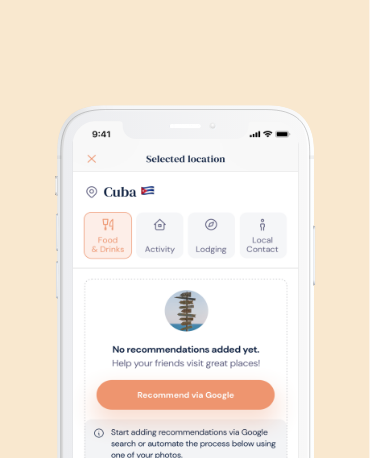 9:41
Selected location
Cuba
Food
& Drinks
Activity
Lodging
Local
Contact
No recommendations added yet.
Help your friends visit great places!
Recommend via Google
Start adding recommendations via Google
search or automate the process below using
one of your photos.